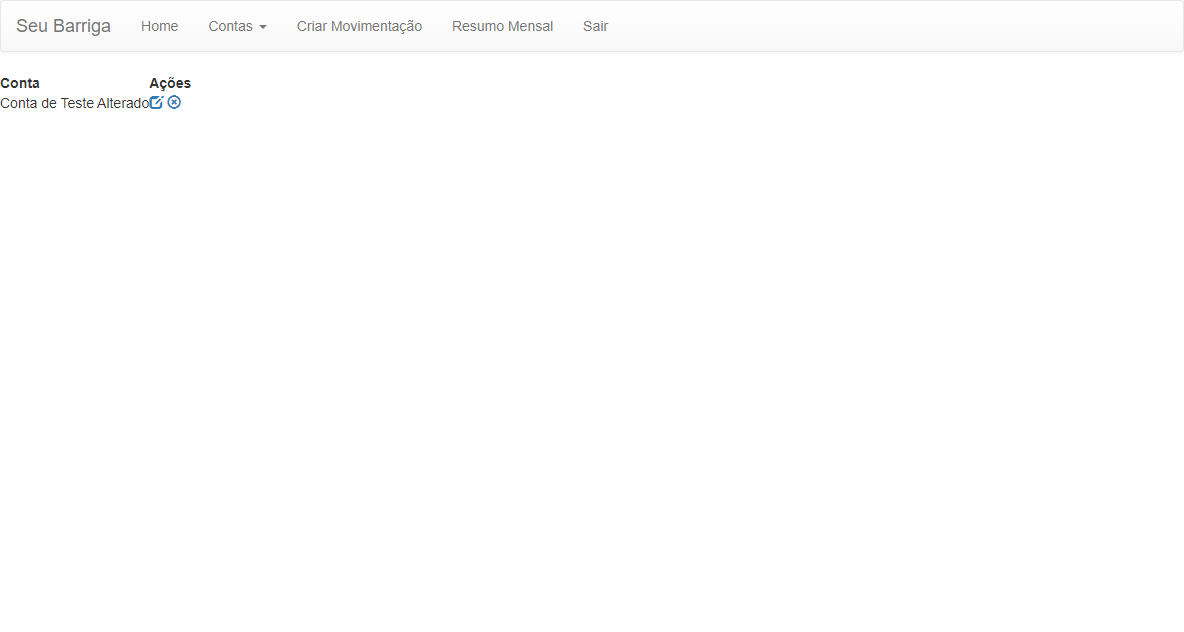 Seu Barriga Home Contas Criar Movimentação Resumo Mensal Sair
Conta Ações
Conta de Teste Alterado